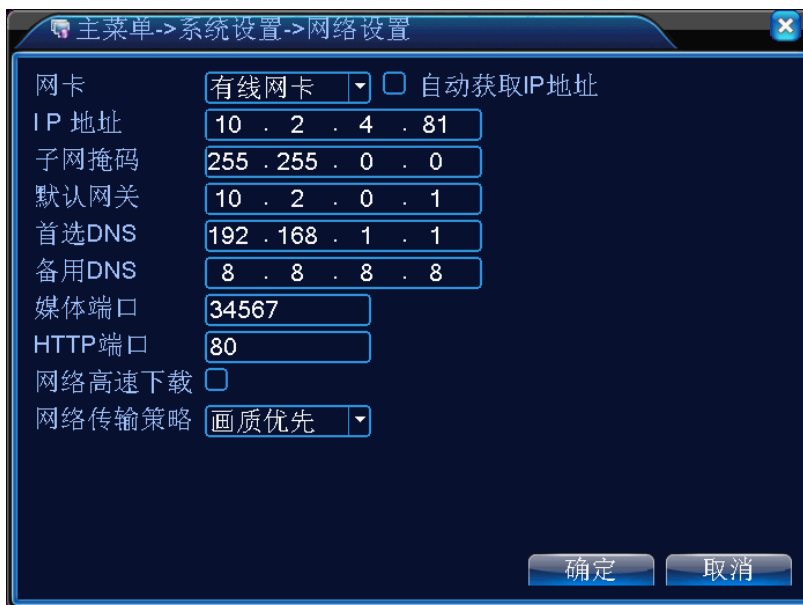 主菜单->系统设置->网络设置
网卡 有线网卡 自动获取IP地址
IP 地址 10 . 2 . 4 . 81
子网掩码 255 . 255 . 0 . 0
默认网关 10 . 2 . 0 . 1
首选DNS 192 . 168 . 1 . 1
备用DNS 8 . 8 . 8 . 8
媒体端口 34567
HTTP端口 80
网络高速下载
网络传输策略 画质优先
确定 取消